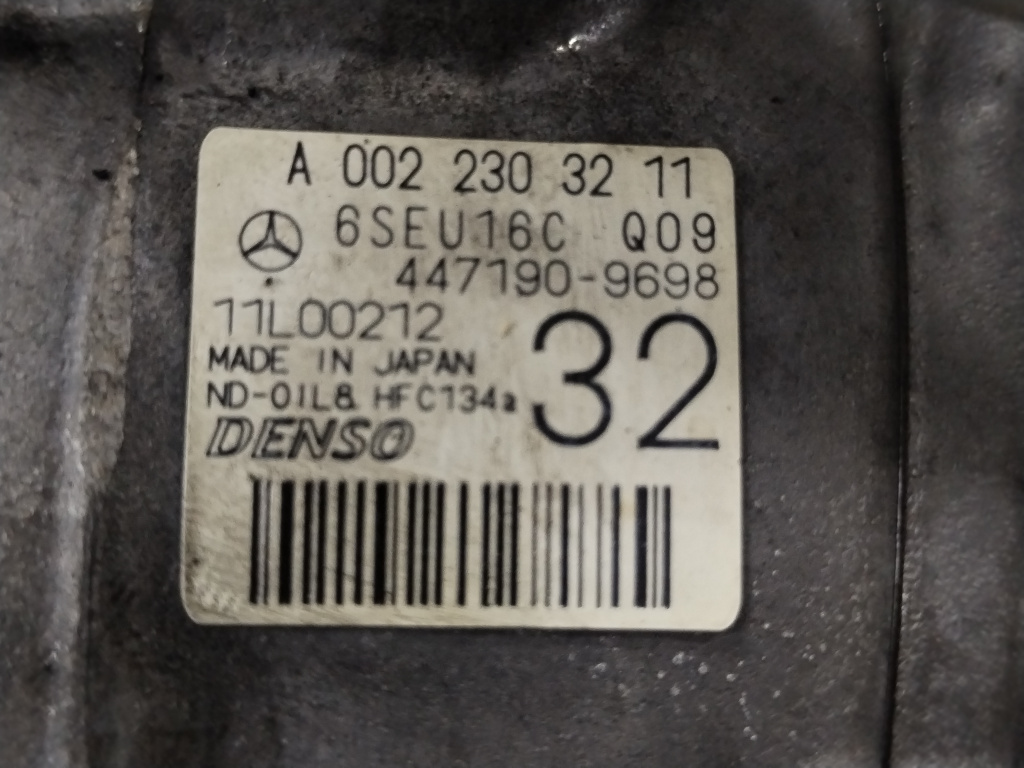 A 002 230 32 11
6SEU16C Q09
447190-9698
11L00212
32
MADE IN JAPAN
ND-OIL8 HFC134a
DENSO